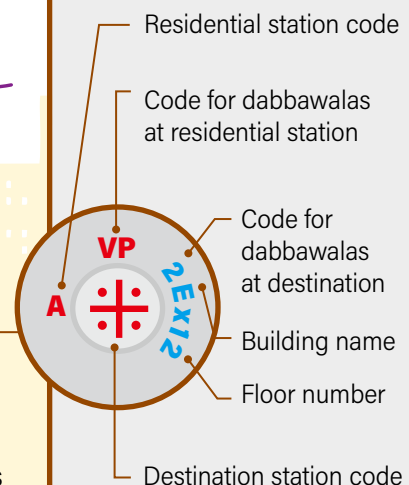 Residential station code
Code for dabbawalas
at residential station
VP
A
2Ex12
Code for
dabbawalas
at destination
Building name
Floor number
s
Destination station code